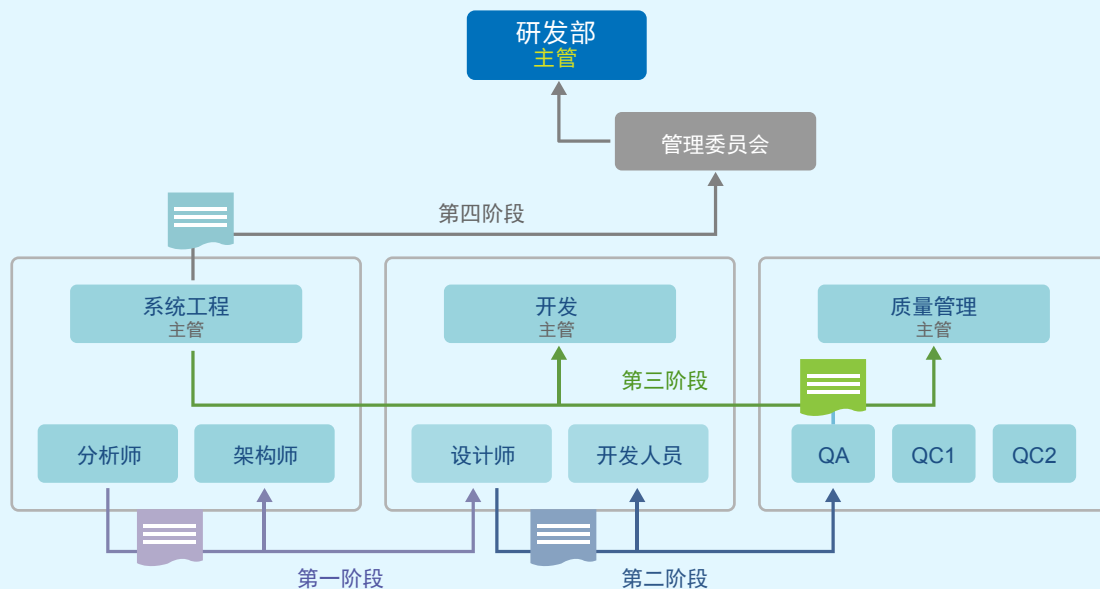 研发部
主管
管理委员会
第四阶段
系统工程
主管
开发
主管
质量管理
主管
第三阶段
分析师
架构师
设计师
开发人员
QA
QC1
QC2
第一阶段
第二阶段